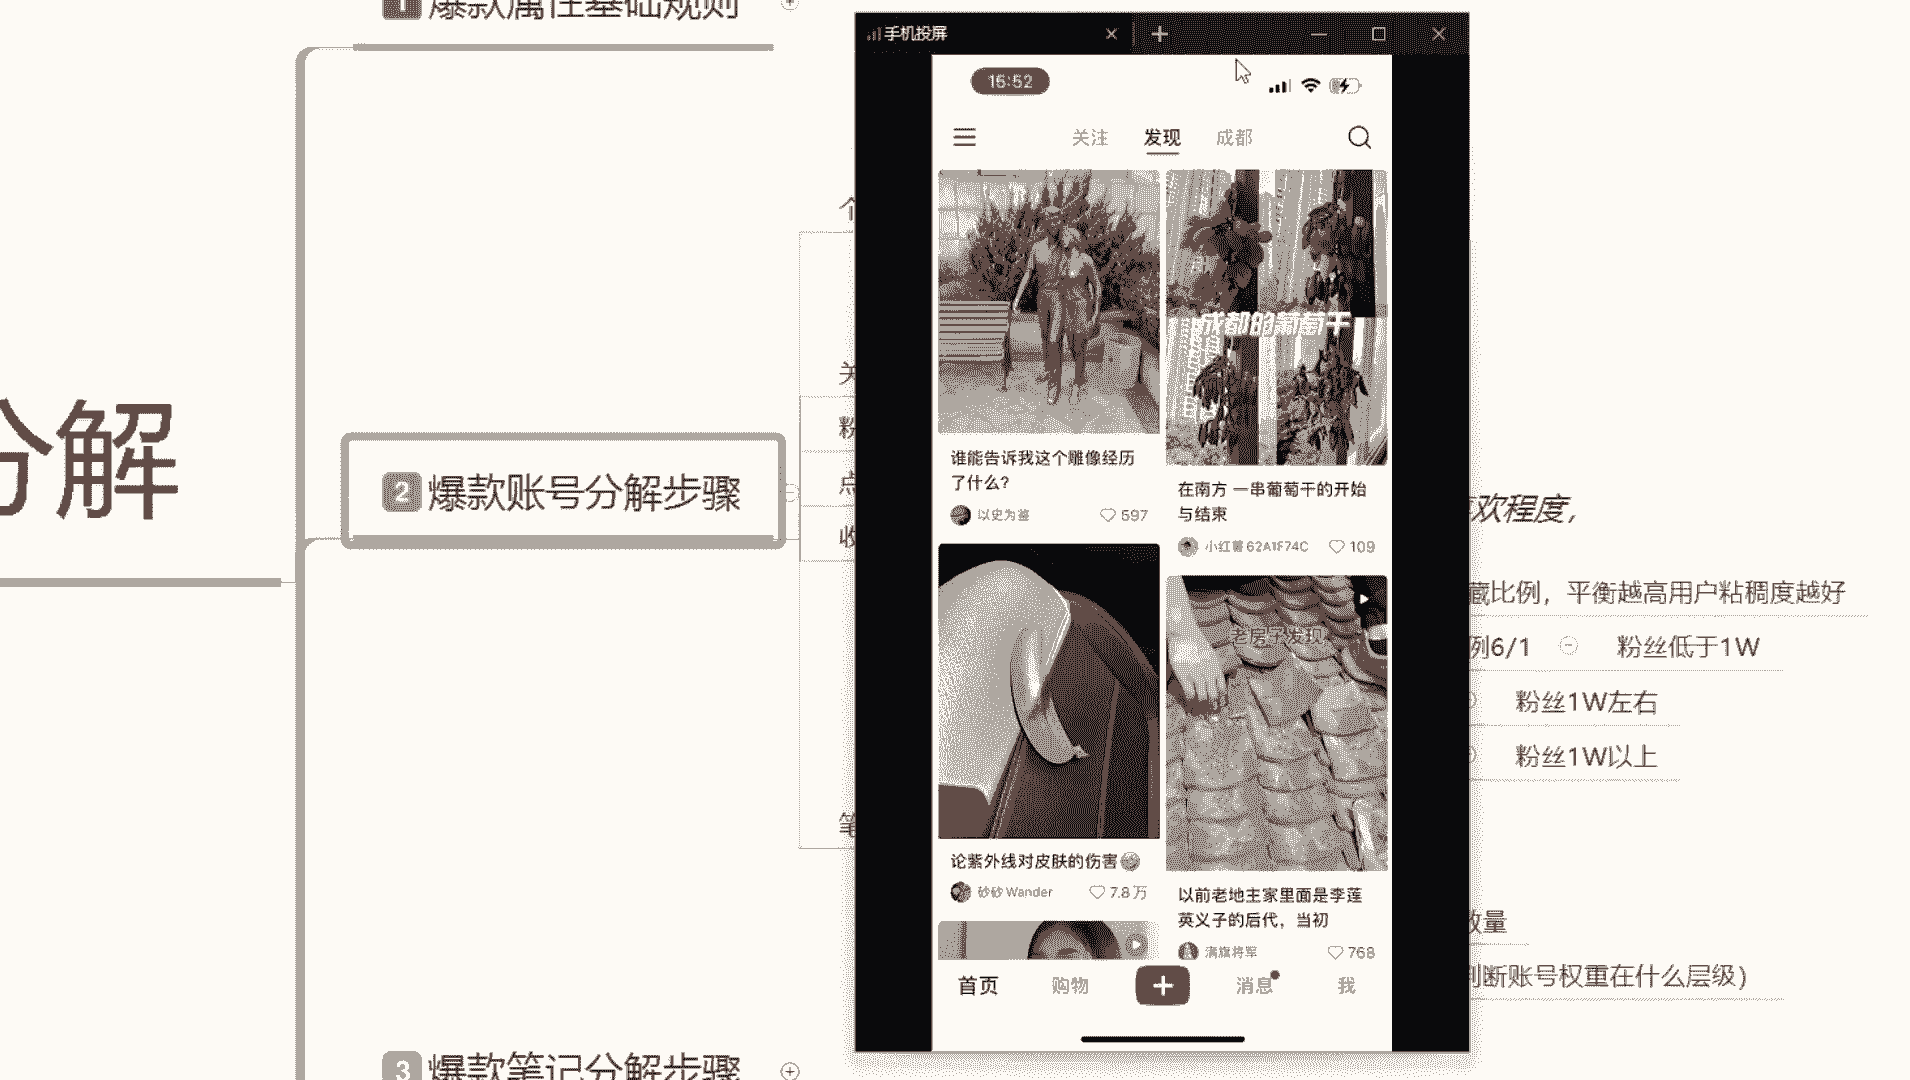 1 爆款属性基础规则
分解
2 爆款账号分解步骤
3 爆款笔记分解步骤
个
关
粉
点
收
笔
手机投屏
15:52
关注 发现 成都
成都的葡萄干
谁能告诉我这个雕像经历
了什么?
以史为鉴 597
在南方 一串葡萄干的开始
与结束
小红薯62A1F74C 109
老房子发现
论紫外线对皮肤的伤害
砂砂Wander 7.8万
以前老地主家里面是李莲
英义子的后代，当初
满旗将军 768
首页 购物 消息 我
欢程度，
藏比例，平衡越高用户粘稠度越好
例6/1 粉丝低于1W
粉丝1W左右
粉丝1W以上
数量
判断账号权重在什么层级)